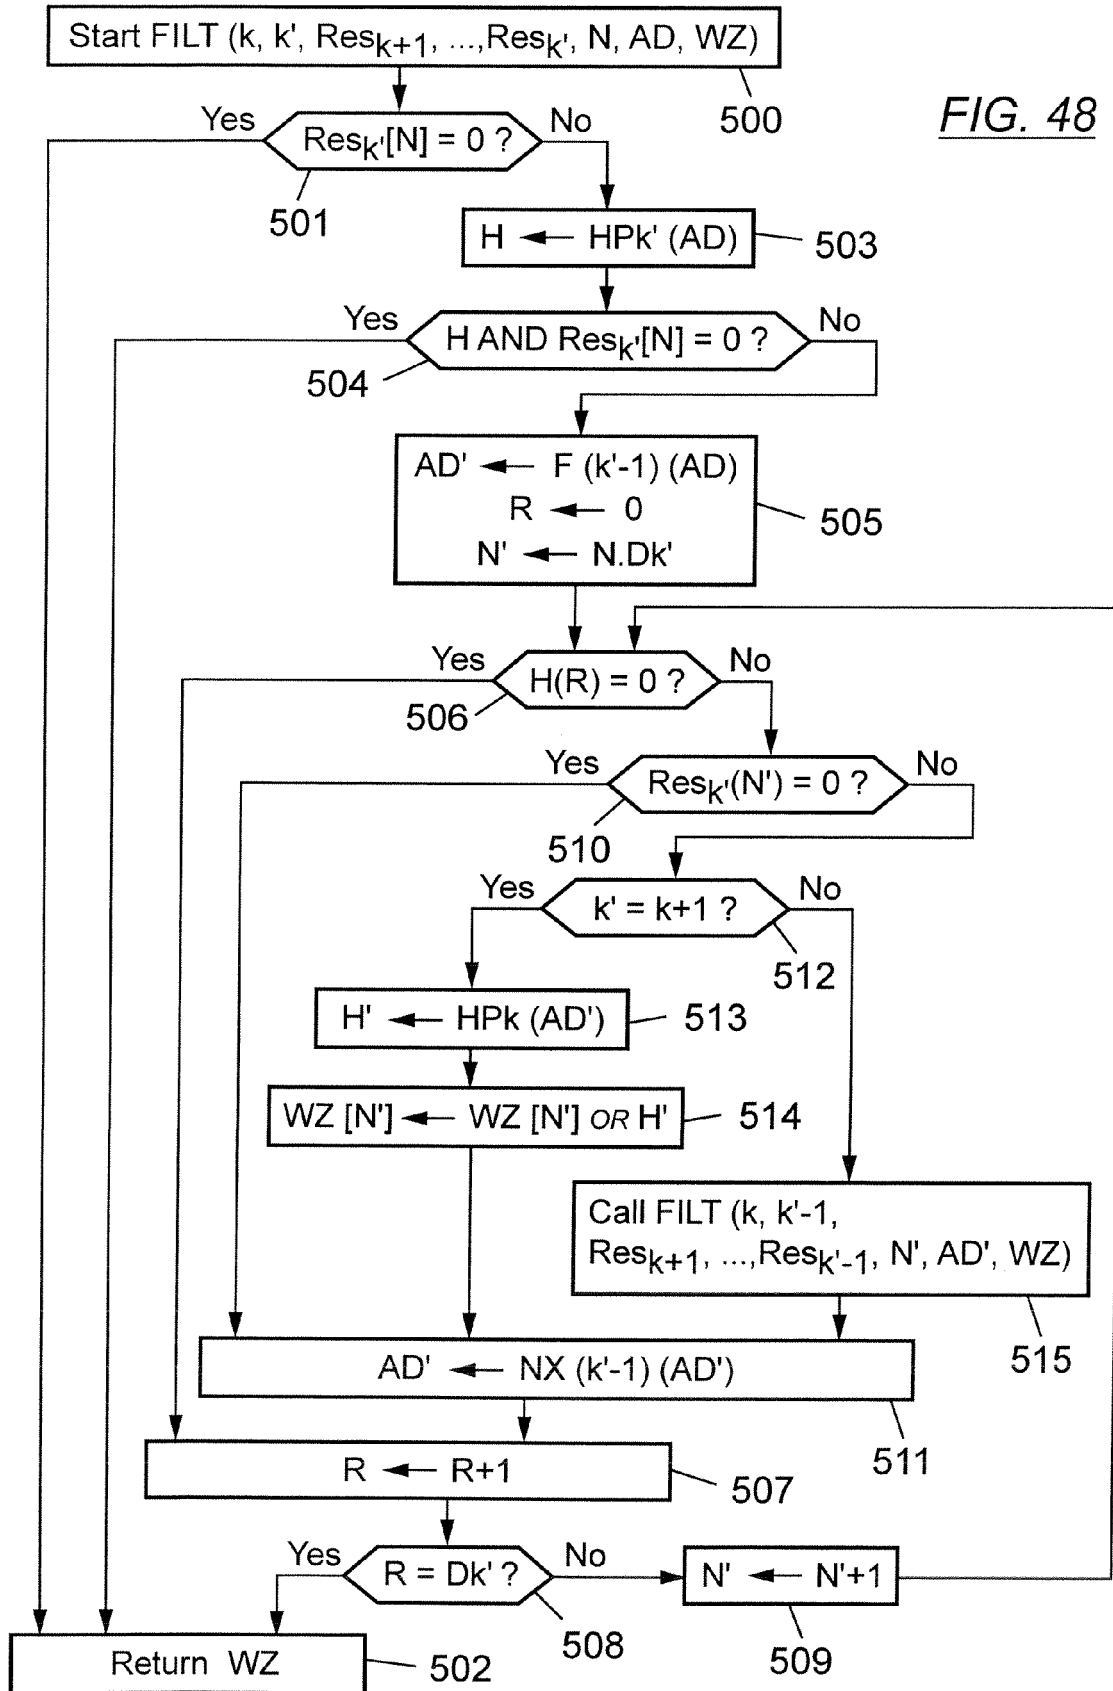 Start FILT (k, k', Resk+1, ...,Resk', N, AD, WZ)
500
FIG. 48
Yes
Resk'[N] = 0 ?
No
501
H ← HPk' (AD)
503
Yes
H AND Resk'[N] = 0 ?
No
504
AD' ← F (k'-1) (AD)
R ← 0
N' ← N.Dk'
505
Yes
H(R) = 0 ?
No
506
Yes
Resk'(N') = 0 ?
No
510
Yes
k' = k+1 ?
No
512
H' ← HPk (AD')
513
WZ [N'] ← WZ [N'] OR H'
514
Call FILT (k, k'-1,
Resk+1, ...,Resk'-1, N', AD', WZ)
515
AD' ← NX (k'-1) (AD')
511
R ← R+1
507
Yes
R = Dk' ?
No
508
N' ← N'+1
509
Return WZ
502